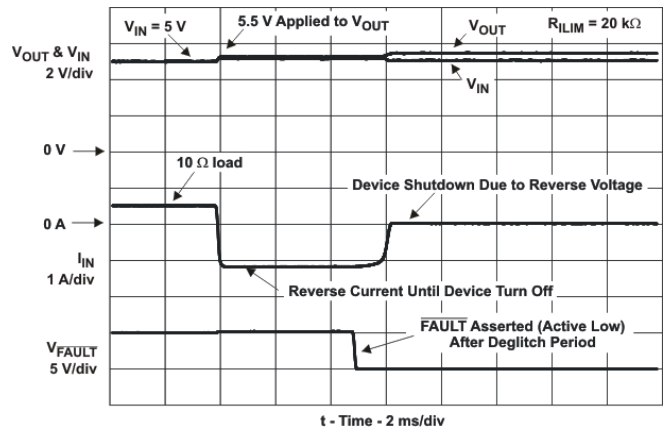 V_IN = 5 V
5.5 V Applied to V_OUT
R_ILIM = 20 kΩ
V_OUT & V_IN
2 V/div
V_OUT
V_IN
0 V
10 Ω load
Device Shutdown Due to Reverse Voltage
0 A
I_IN
1 A/div
Reverse Current Until Device Turn Off
V_F̅A̅U̅L̅T̅
5 V/div
F̅A̅U̅L̅T̅ Asserted (Active Low)
After Deglitch Period
t - Time - 2 ms/div